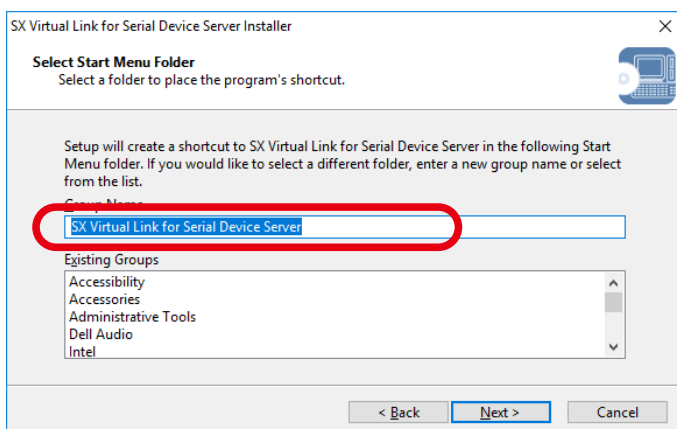 SX Virtual Link for Serial Device Server Installer
Select Start Menu Folder
Select a folder to place the program's shortcut.
Setup will create a shortcut to SX Virtual Link for Serial Device Server in the following Start
Menu folder. If you would like to select a different folder, enter a new group name or select
from the list.
Group Name
SX Virtual Link for Serial Device Server
Existing Groups
Accessibility
Accessories
Administrative Tools
Dell Audio
Intel
< Back
Next >
Cancel